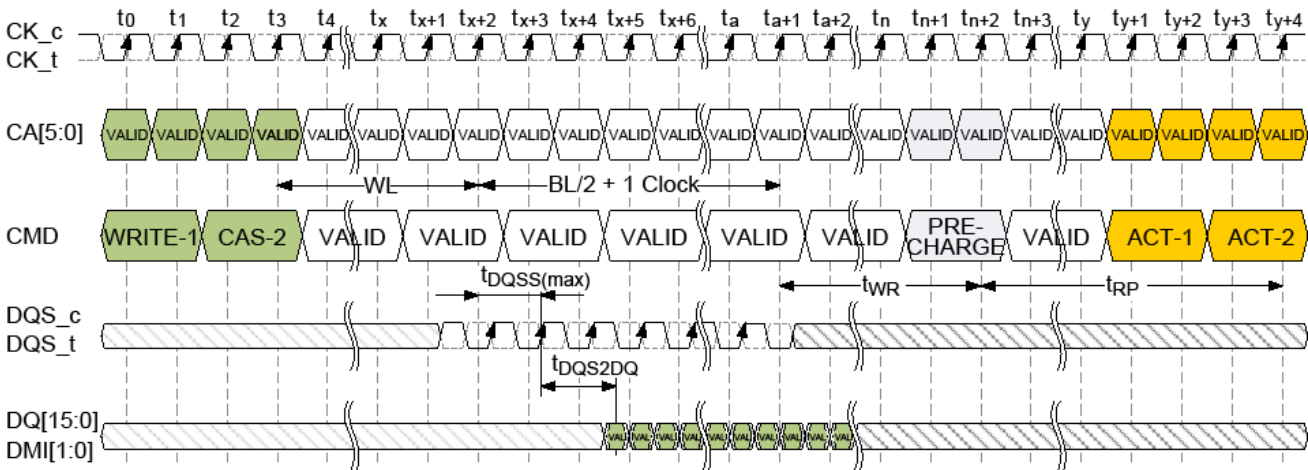 t0 t1 t2 t3 t4 tx tx+1 tx+2 tx+3 tx+4 tx+5 tx+6 ta ta+1 ta+2 tn tn+1 tn+2 tn+3 ty ty+1 ty+2 ty+3 ty+4
CK_c
CK_t
CA[5:0] VALID VALID VALID VALID VALID VALID VALID VALID VALID VALID VALID VALID VALID VALID VALID VALID VALID VALID VALID VALID VALID VALID VALID VALID
WL BL/2 + 1 Clock
CMD WRITE-1 CAS-2 VALID VALID VALID VALID VALID VALID PRE-CHARGE VALID ACT-1 ACT-2
tDQSS(max) tWR tRP
DQS_c
DQS_t
tDQS2DQ
DQ[15:0]
DMI[1:0]